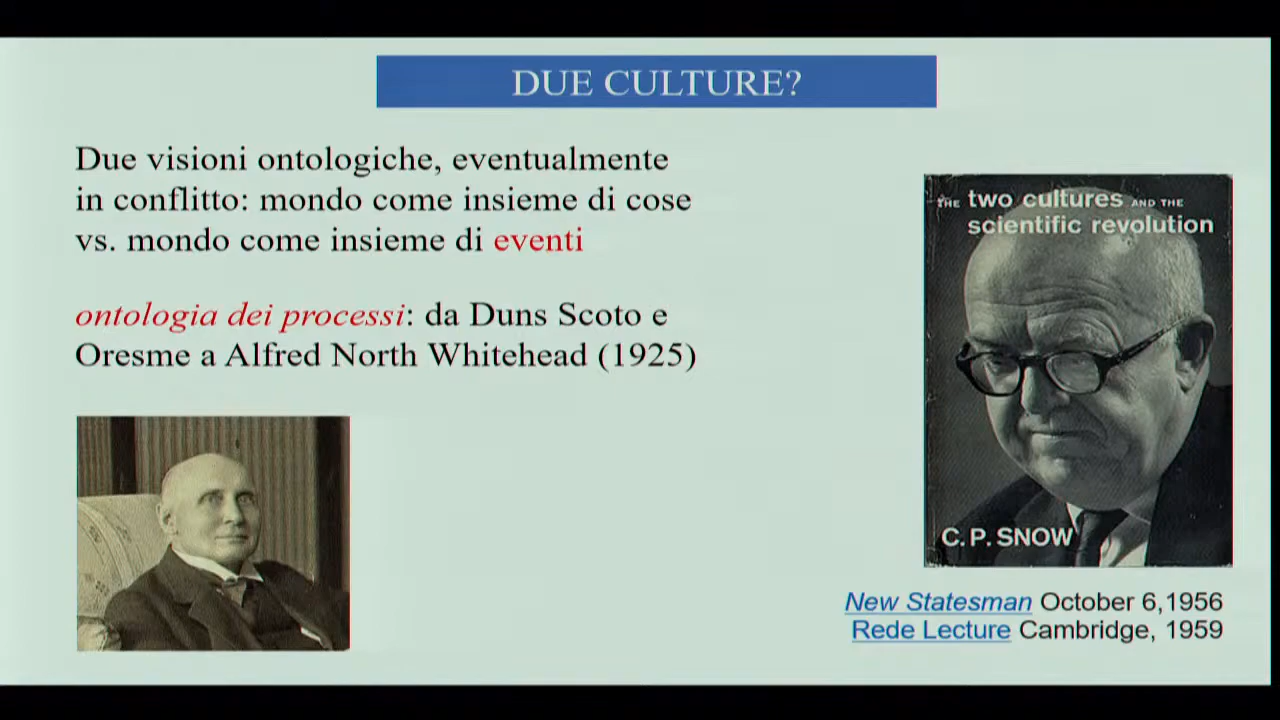 DUE CULTURE?
Due visioni ontologiche, eventualmente
in conflitto: mondo come insieme di cose
vs. mondo come insieme di eventi
ontologia dei processi: da Duns Scoto e
Oresme a Alfred North Whitehead (1925)
THE two cultures AND THE
scientific revolution
C. P. SNOW
New Statesman October 6,1956
Rede Lecture Cambridge, 1959